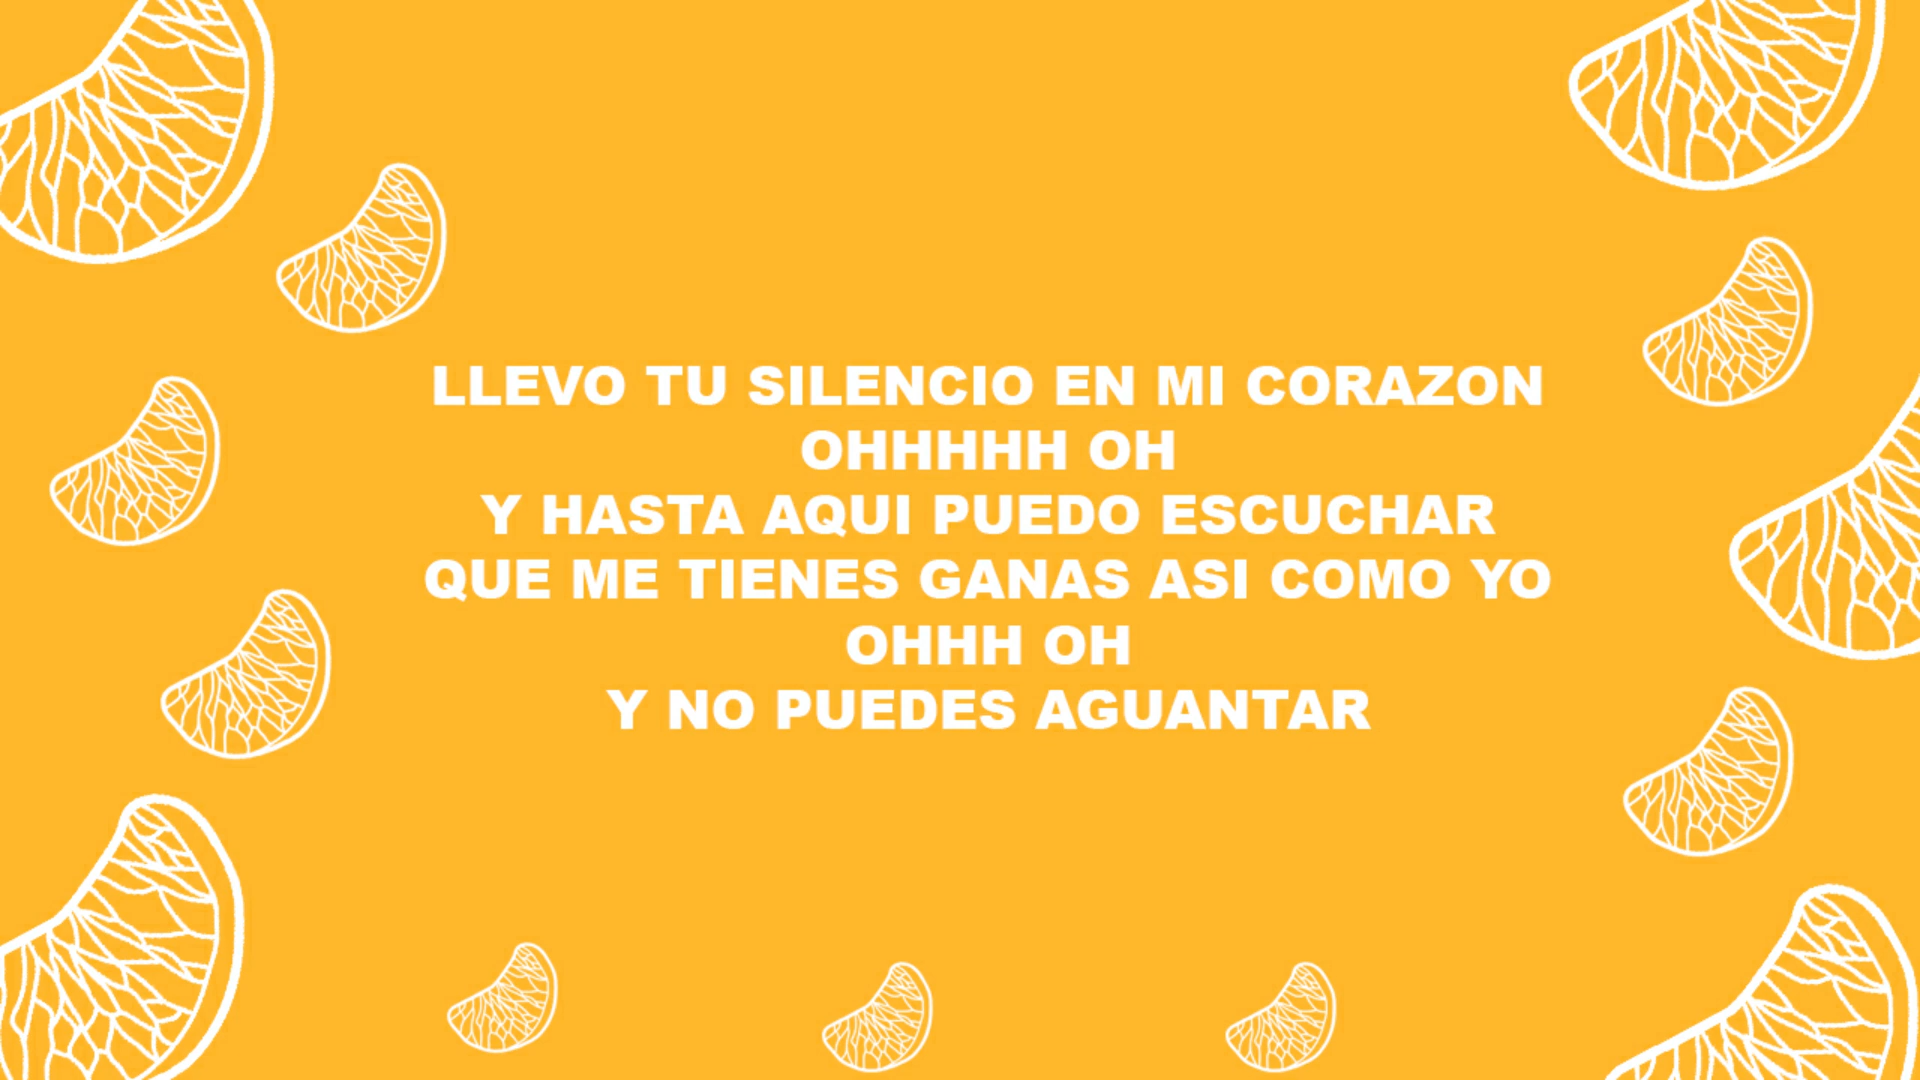 LLEVO TU SILENCIO EN MI CORAZON
OHHHHH OH
Y HASTA AQUI PUEDO ESCUCHAR
QUE ME TIENES GANAS ASI COMO YO
OHHH OH
Y NO PUEDES AGUANTAR